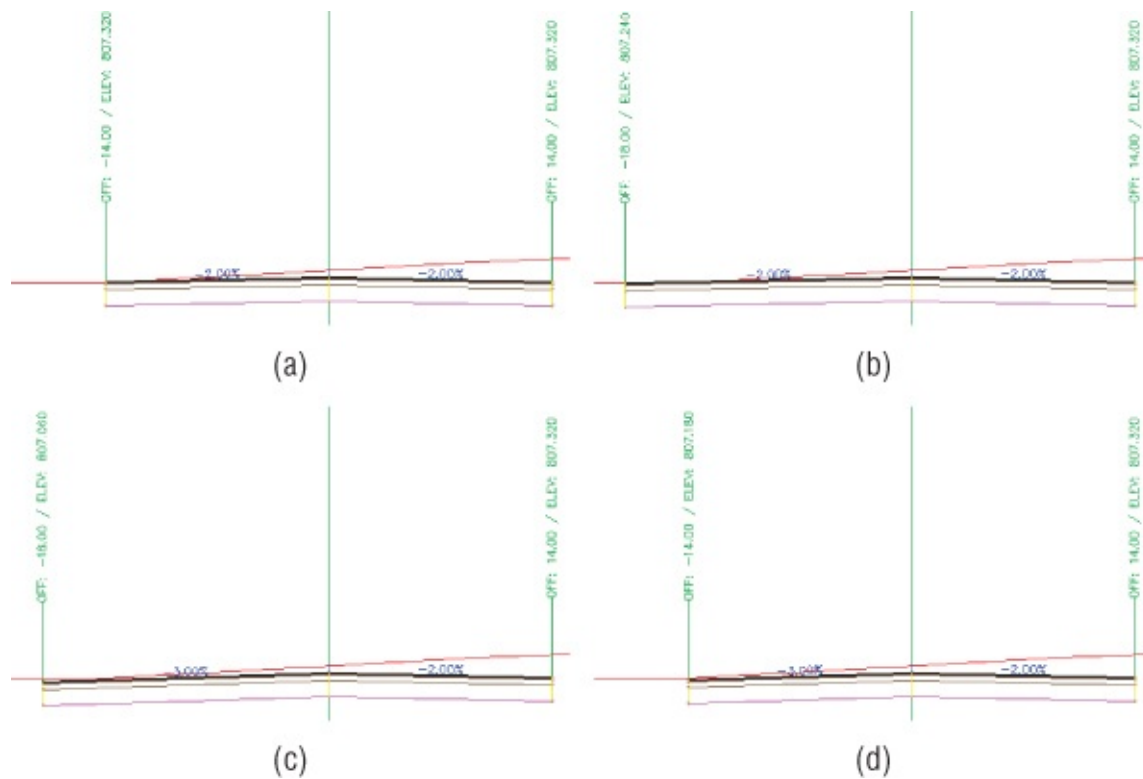 OFF: -14.00 / ELEV: 807.320
-2.00%
-2.00%
OFF: 14.00 / ELEV: 807.320
(a)
OFF: -18.00 / ELEV: 807.240
-2.00%
-2.00%
OFF: 14.00 / ELEV: 807.320
(b)
OFF: -18.00 / ELEV: 807.060
-3.00%
-2.00%
OFF: 14.00 / ELEV: 807.320
(c)
OFF: -14.00 / ELEV: 807.180
-3.00%
-2.00%
OFF: 14.00 / ELEV: 807.320
(d)